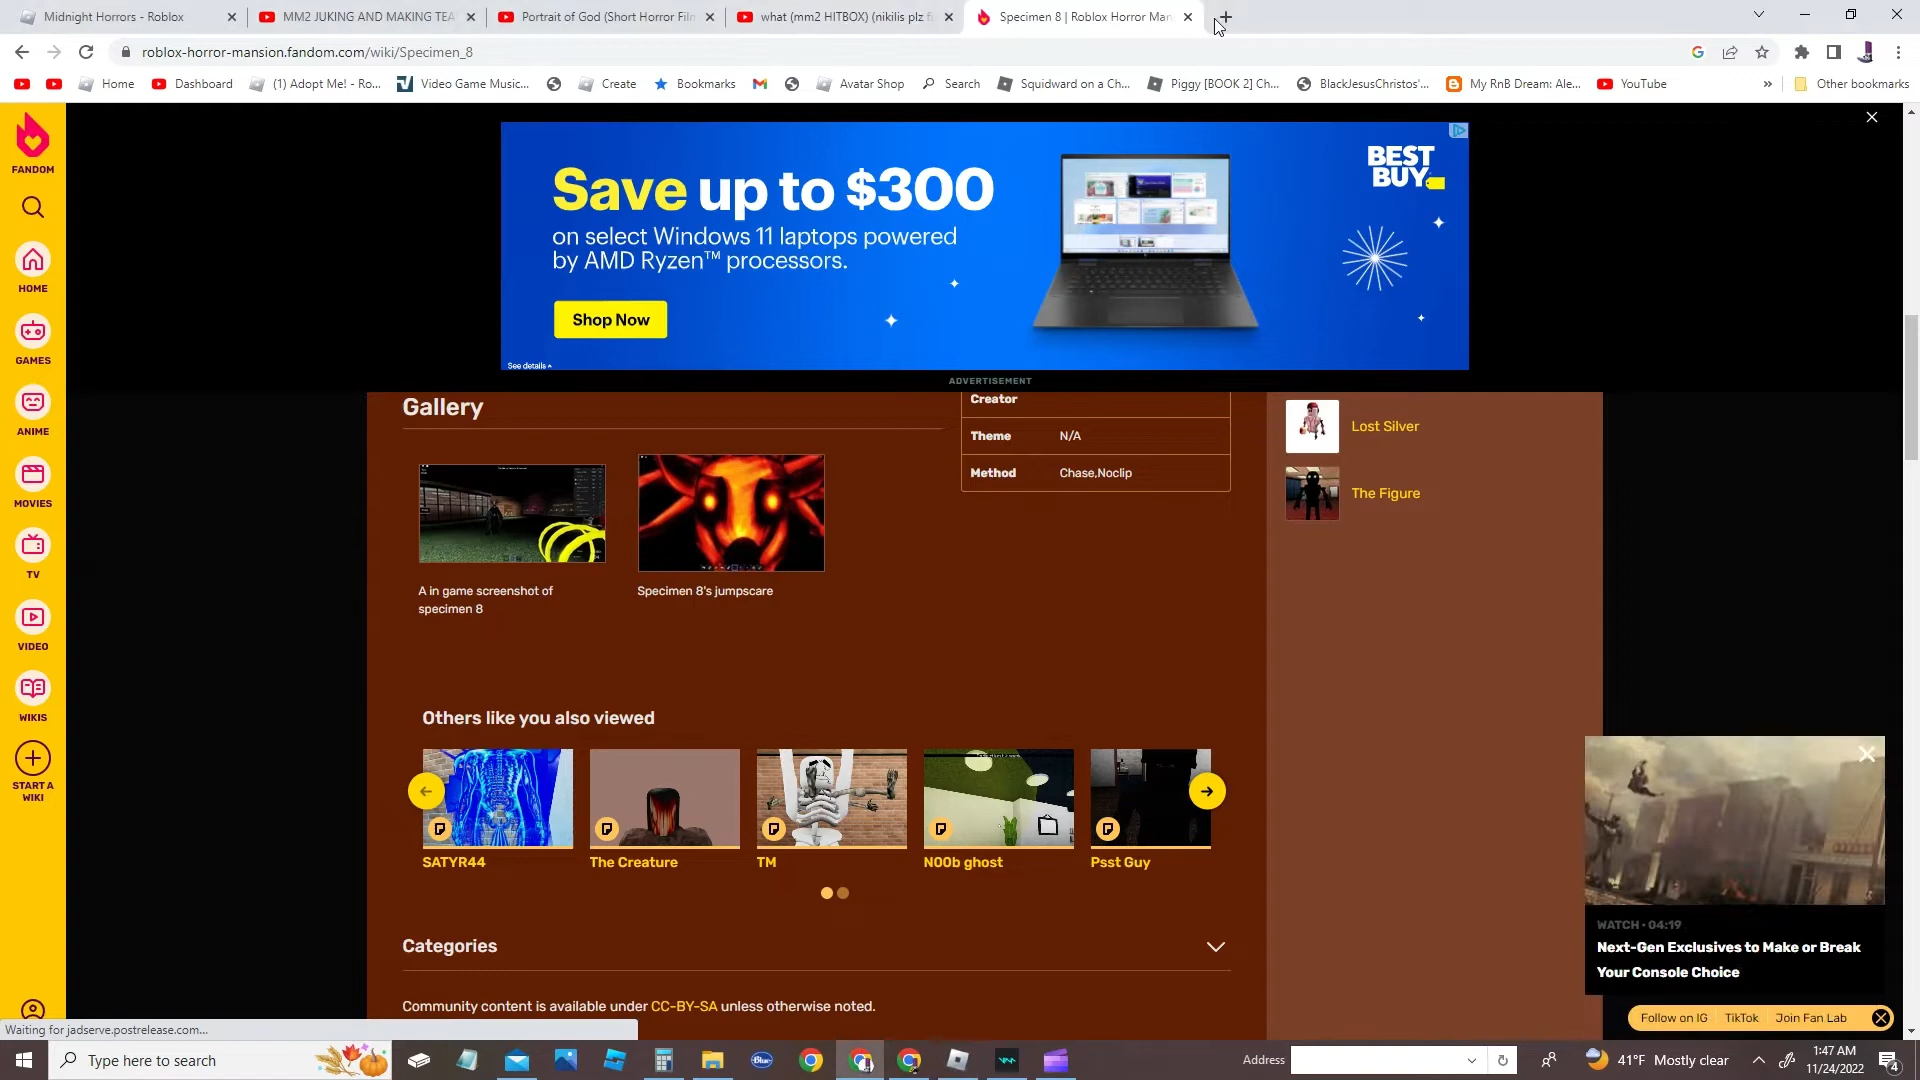 Midnight Horrors - Roblox
MM2 JUKING AND MAKING TEA
Portrait of God (Short Horror Film
what (mm2 HITBOX) (nikilis plz f
Specimen 8 | Roblox Horror Man
roblox-horror-mansion.fandom.com/wiki/Specimen_8
Home
Dashboard
(1) Adopt Me! - Ro...
Video Game Music...
Create
Bookmarks
Avatar Shop
Search
Squidward on a Ch...
Piggy [BOOK 2] Ch...
BlackJesusChristos'...
My RnB Dream: Ale...
YouTube
Other bookmarks
FANDOM
HOME
GAMES
ANIME
MOVIES
TV
VIDEO
WIKIS
START A
WIKI
Save up to $300
on select Windows 11 laptops powered
by AMD Ryzen™ processors.
Shop Now
See details
BEST
BUY
ADVERTISEMENT
Gallery
A in game screenshot of
specimen 8
Specimen 8's jumpscare
Creator
Theme N/A
Method Chase,Noclip
Lost Silver
The Figure
Others like you also viewed
SATYR44
The Creature
TM
N00b ghost
Psst Guy
Categories
Community content is available under CC-BY-SA unless otherwise noted.
WATCH • 04:19
Next-Gen Exclusives to Make or Break
Your Console Choice
Follow on IG
TikTok
Join Fan Lab
Waiting for jadserve.postrelease.com...
Type here to search
Blue
Address
41°F Mostly clear
1:47 AM
11/24/2022
4